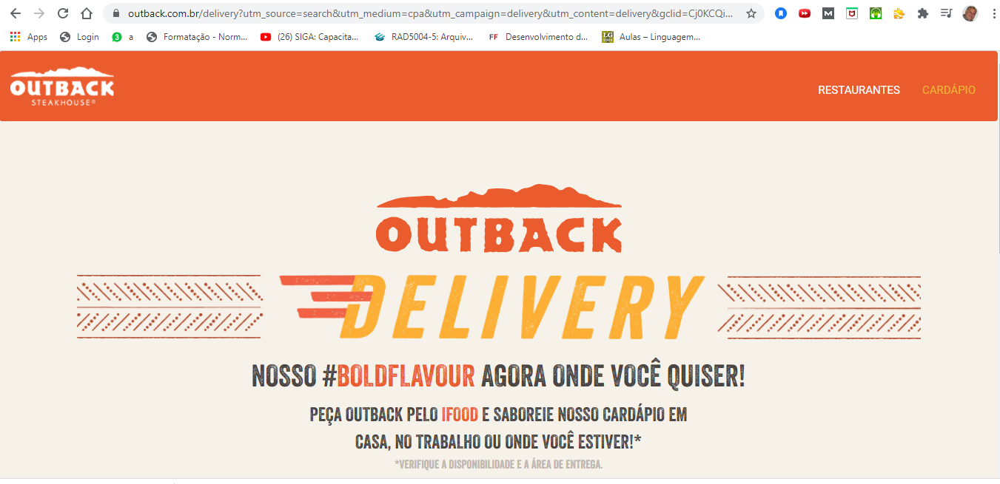 outback.com.br/delivery?utm_source=search&utm_medium=cpa&utm_campaign=delivery&utm_content=delivery&gclid=Cj0KCQi...
Apps Login 3 a Formatação - Norm... (26) SIGA: Capacita... RAD5004-5: Arquiv... FF Desenvolvimento d... LG Aulas – Linguagem...
OUTBACK
STEAKHOUSE®
RESTAURANTES CARDÁPIO
OUTBACK
DELIVERY
NOSSO #BOLDFLAVOUR AGORA ONDE VOCÊ QUISER!
PEÇA OUTBACK PELO IFOOD E SABOREIE NOSSO CARDÁPIO EM
CASA, NO TRABALHO OU ONDE VOCÊ ESTIVER!*
*VERIFIQUE A DISPONIBILIDADE E A ÁREA DE ENTREGA.